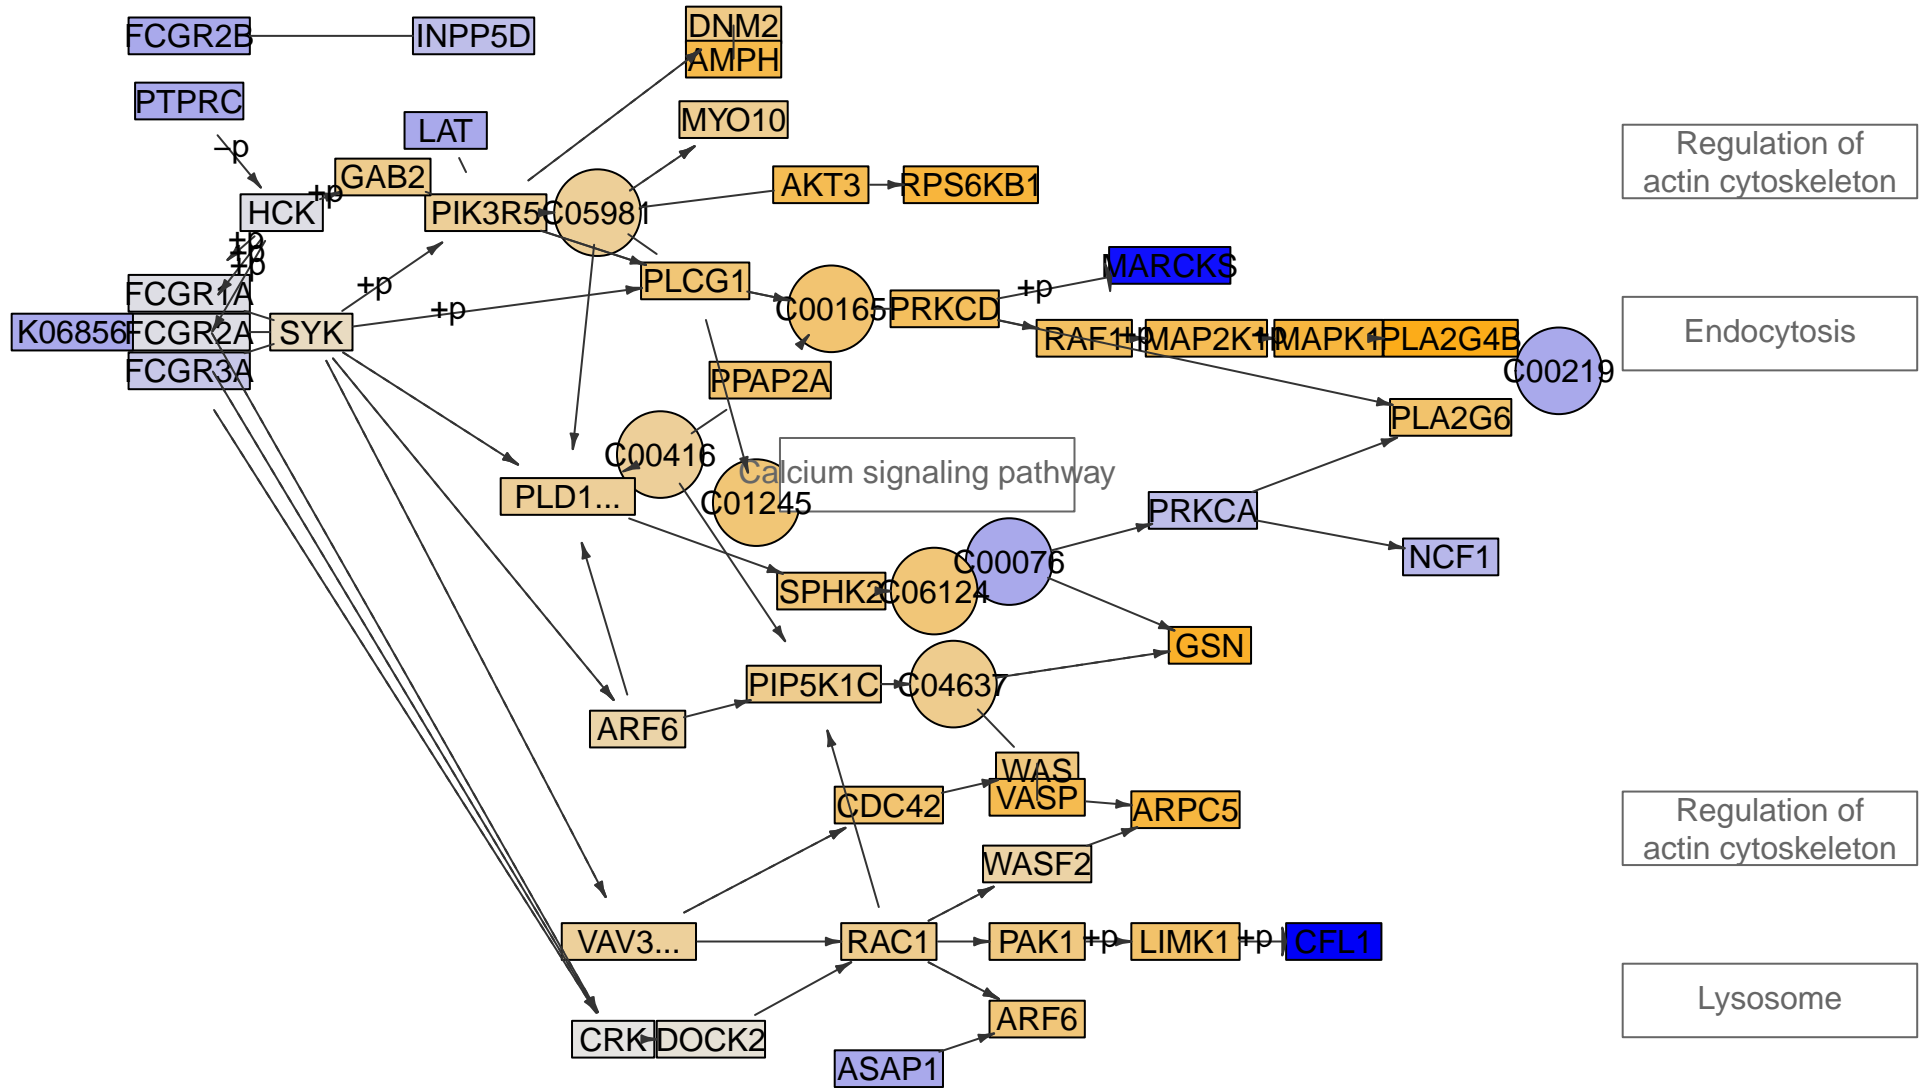 DNM2
FCGR2B
INPP5D
AMPH
PTPRC
MYO10
LAT
Regulation of
actin cytoskeleton
–p
GAB2
+p
AKT3
RPS6KB1
HCK
PIK3R5
C05981
+p
+p
+p
FCGR1A
+p
+p
PLCG1
C00165
PRKCD
+p
MARCKS
K06856
FCGR2A
SYK
RAF1
+p
MAP2K1
+p
MAPK1
PLA2G4B
Endocytosis
FCGR3A
PPAP2A
C00219
PLA2G6
C00416
Calcium signaling pathway
PLD1...
C01245
PRKCA
C00076
NCF1
SPHK2
C06124
GSN
PIP5K1C
C04637
ARF6
WAS
VASP
CDC42
ARPC5
Regulation of
actin cytoskeleton
WASF2
VAV3...
RAC1
PAK1
+p
LIMK1
+p
CFL1
Lysosome
ARF6
CRK
DOCK2
ASAP1